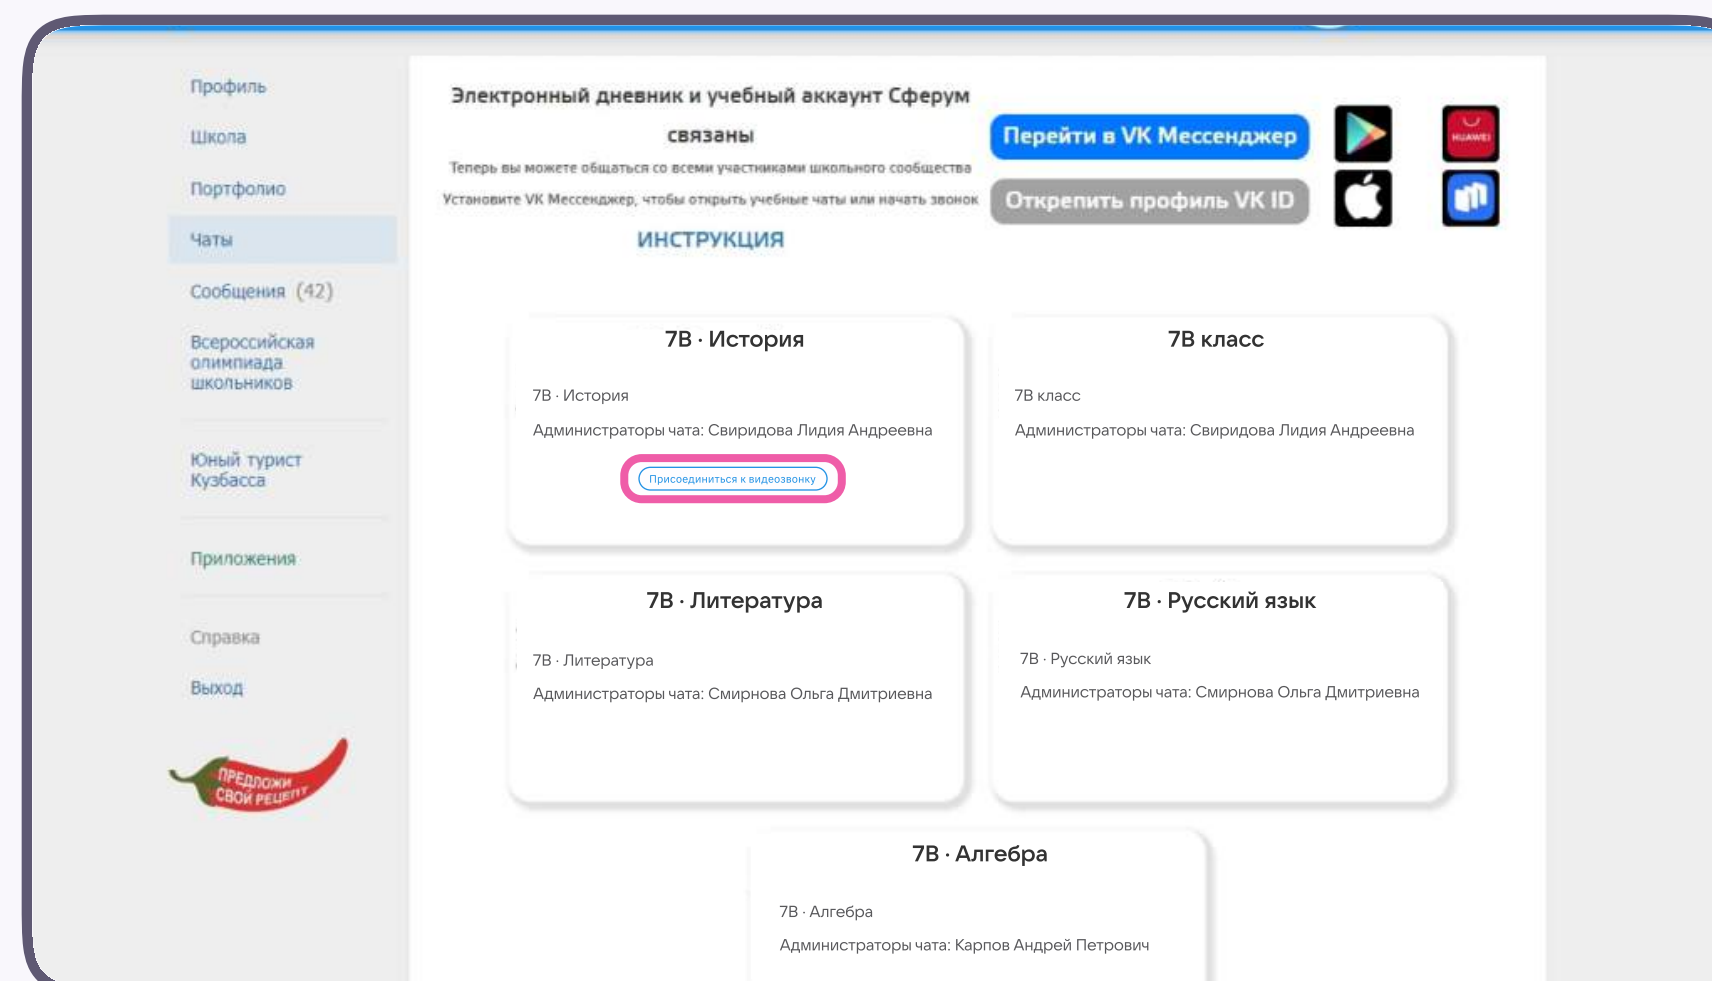 Профиль
Школа
Портфолио
Чаты
Сообщения (42)
Всероссийская
олимпиада
школьников
Юный турист
Кузбасса
Приложения
Справка
Выход
ПРЕДЛОЖИ
СВОЙ РЕЦЕПТ
Электронный дневник и учебный аккаунт Сферум
связаны
Теперь вы можете общаться со всеми участниками школьного сообщества
Установите VK Мессенджер, чтобы открыть учебные чаты или начать звонок
ИНСТРУКЦИЯ
Перейти в VK Мессенджер
Открепить профиль VK ID
HUAWEI
7В · История
7В · История
Администраторы чата: Свиридова Лидия Андреевна
Присоединиться к видеозвонку
7В класс
7В класс
Администраторы чата: Свиридова Лидия Андреевна
7В · Литература
7В · Литература
Администраторы чата: Смирнова Ольга Дмитриевна
7В · Русский язык
7В · Русский язык
Администраторы чата: Смирнова Ольга Дмитриевна
7В · Алгебра
7В · Алгебра
Администраторы чата: Карпов Андрей Петрович